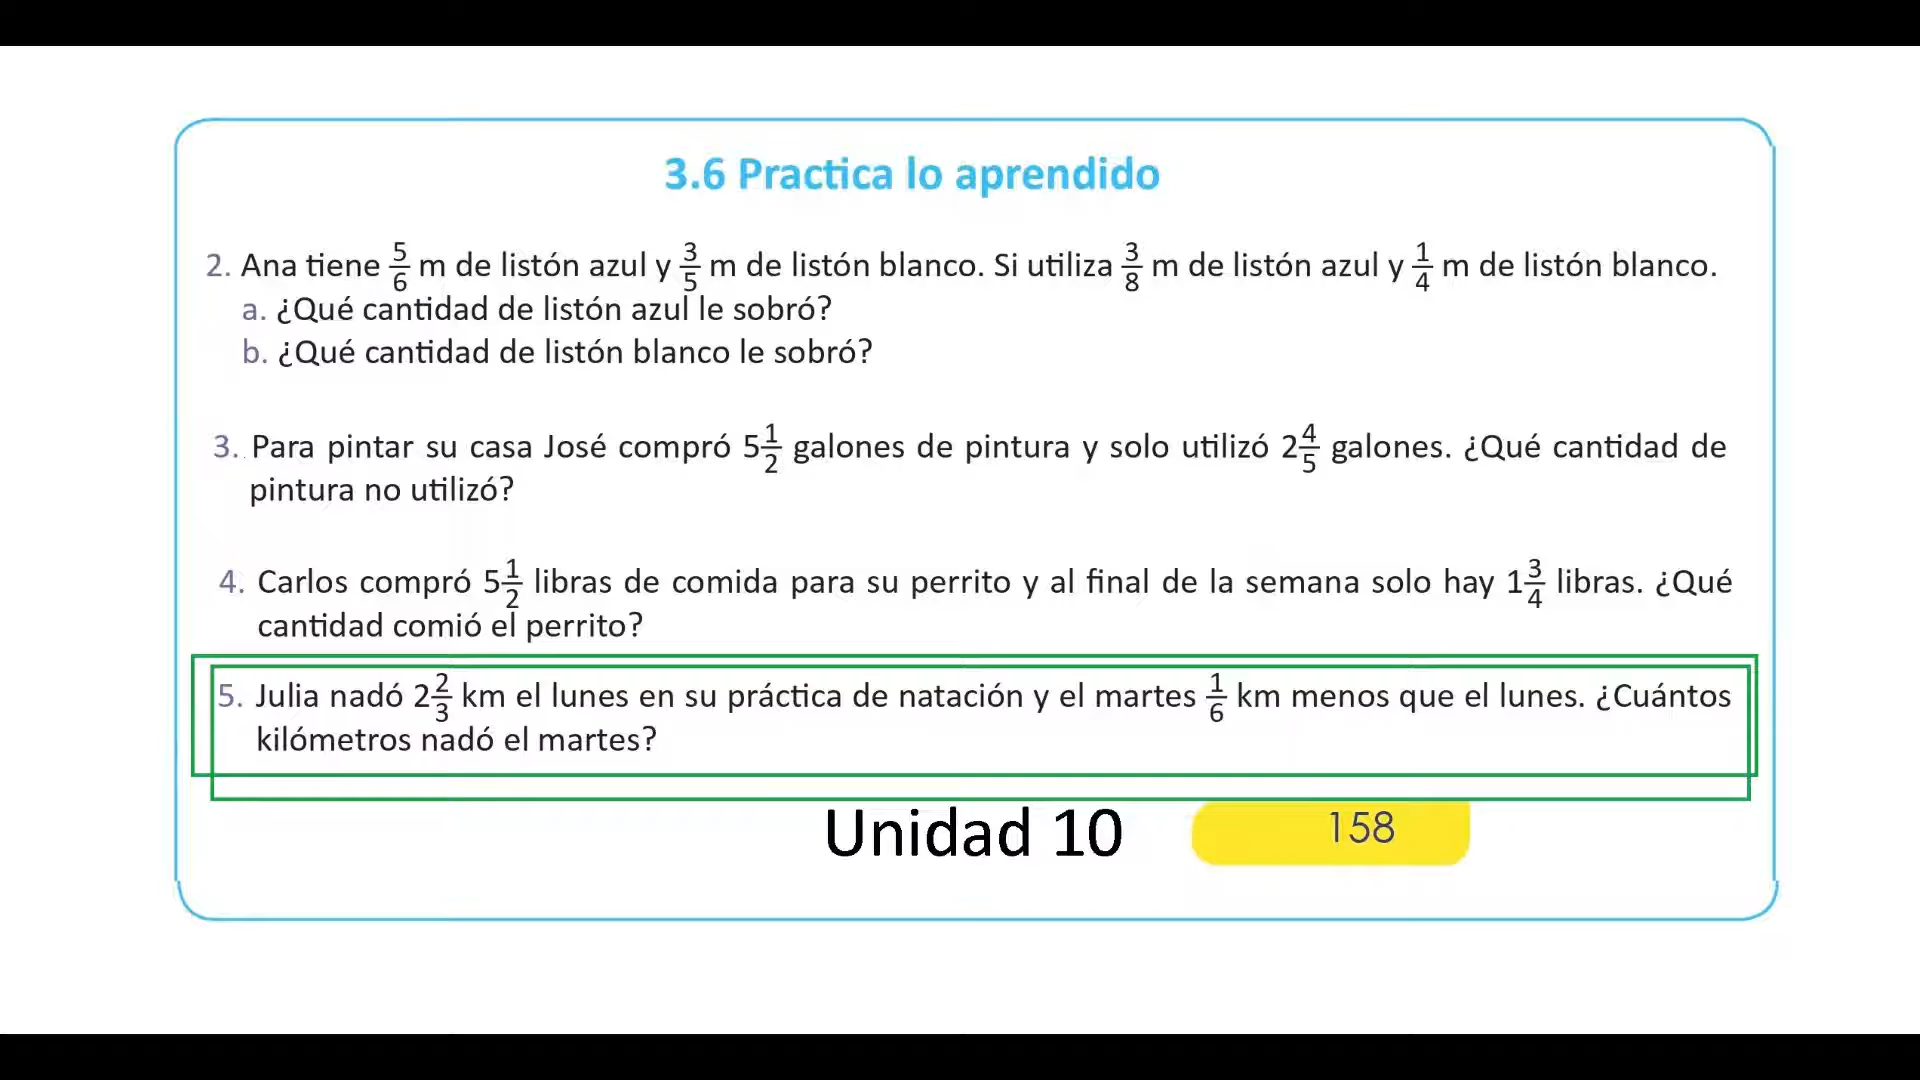 3.6 Practica lo aprendido
2. Ana tiene 5/6 m de listón azul y 3/5 m de listón blanco. Si utiliza 3/8 m de listón azul y 1/4 m de listón blanco.
a. ¿Qué cantidad de listón azul le sobró?
b. ¿Qué cantidad de listón blanco le sobró?
3. Para pintar su casa José compró 5 1/2 galones de pintura y solo utilizó 2 4/5 galones. ¿Qué cantidad de
pintura no utilizó?
4. Carlos compró 5 1/2 libras de comida para su perrito y al final de la semana solo hay 1 3/4 libras. ¿Qué
cantidad comió el perrito?
5. Julia nadó 2 2/3 km el lunes en su práctica de natación y el martes 1/6 km menos que el lunes. ¿Cuántos
kilómetros nadó el martes?
Unidad 10 158